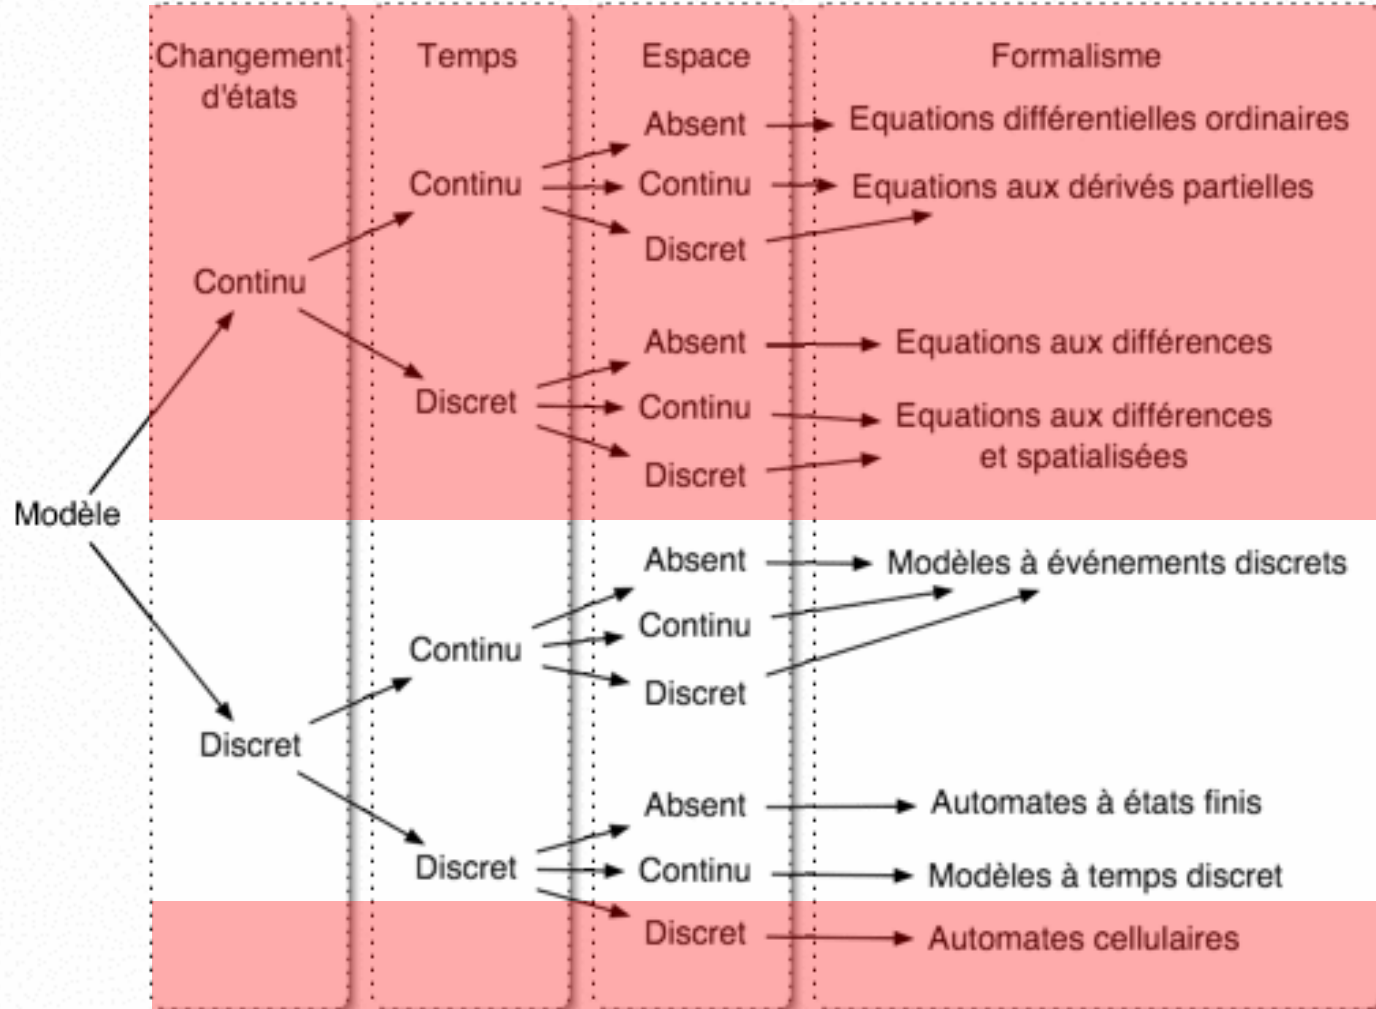 Changement
d'états
Temps
Espace
Formalisme
Absent
Equations différentielles ordinaires
Continu
Continu
Equations aux dérivés partielles
Discret
Continu
Absent
Equations aux différences
Discret
Continu
Equations aux différences
et spatialisées
Discret
Modèle
Absent
Modèles à événements discrets
Continu
Continu
Discret
Discret
Absent
Automates à états finis
Discret
Continu
Modèles à temps discret
Discret
Automates cellulaires